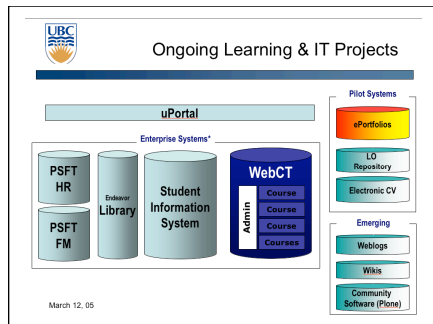 UBC
Ongoing Learning & IT Projects
uPortal
Enterprise Systems*
PSFT
HR
PSFT
FM
Endeavor
Library
Student
Information
System
WebCT
Admin
Course
Course
Course
Courses
Pilot Systems
ePortfolios
LO
Repository
Electronic CV
Emerging
Weblogs
Wikis
Community
Software (Plone)
March 12, 05